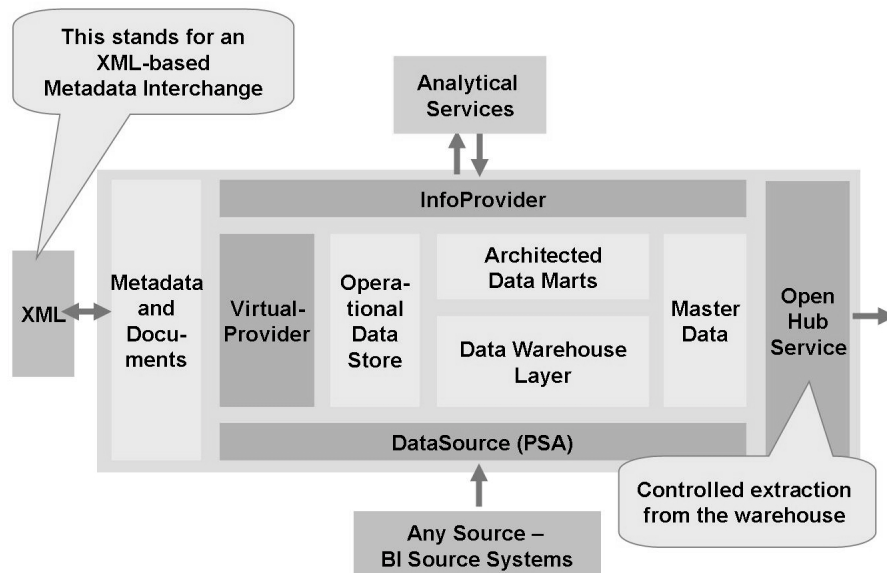 This stands for an
XML-based
Metadata Interchange
Analytical
Services
InfoProvider
XML
Metadata
and
Docu-
ments
Virtual-
Provider
Opera-
tional
Data
Store
Architected
Data Marts
Data Warehouse
Layer
Master
Data
Open
Hub
Service
DataSource (PSA)
Controlled extraction
from the warehouse
Any Source –
BI Source Systems